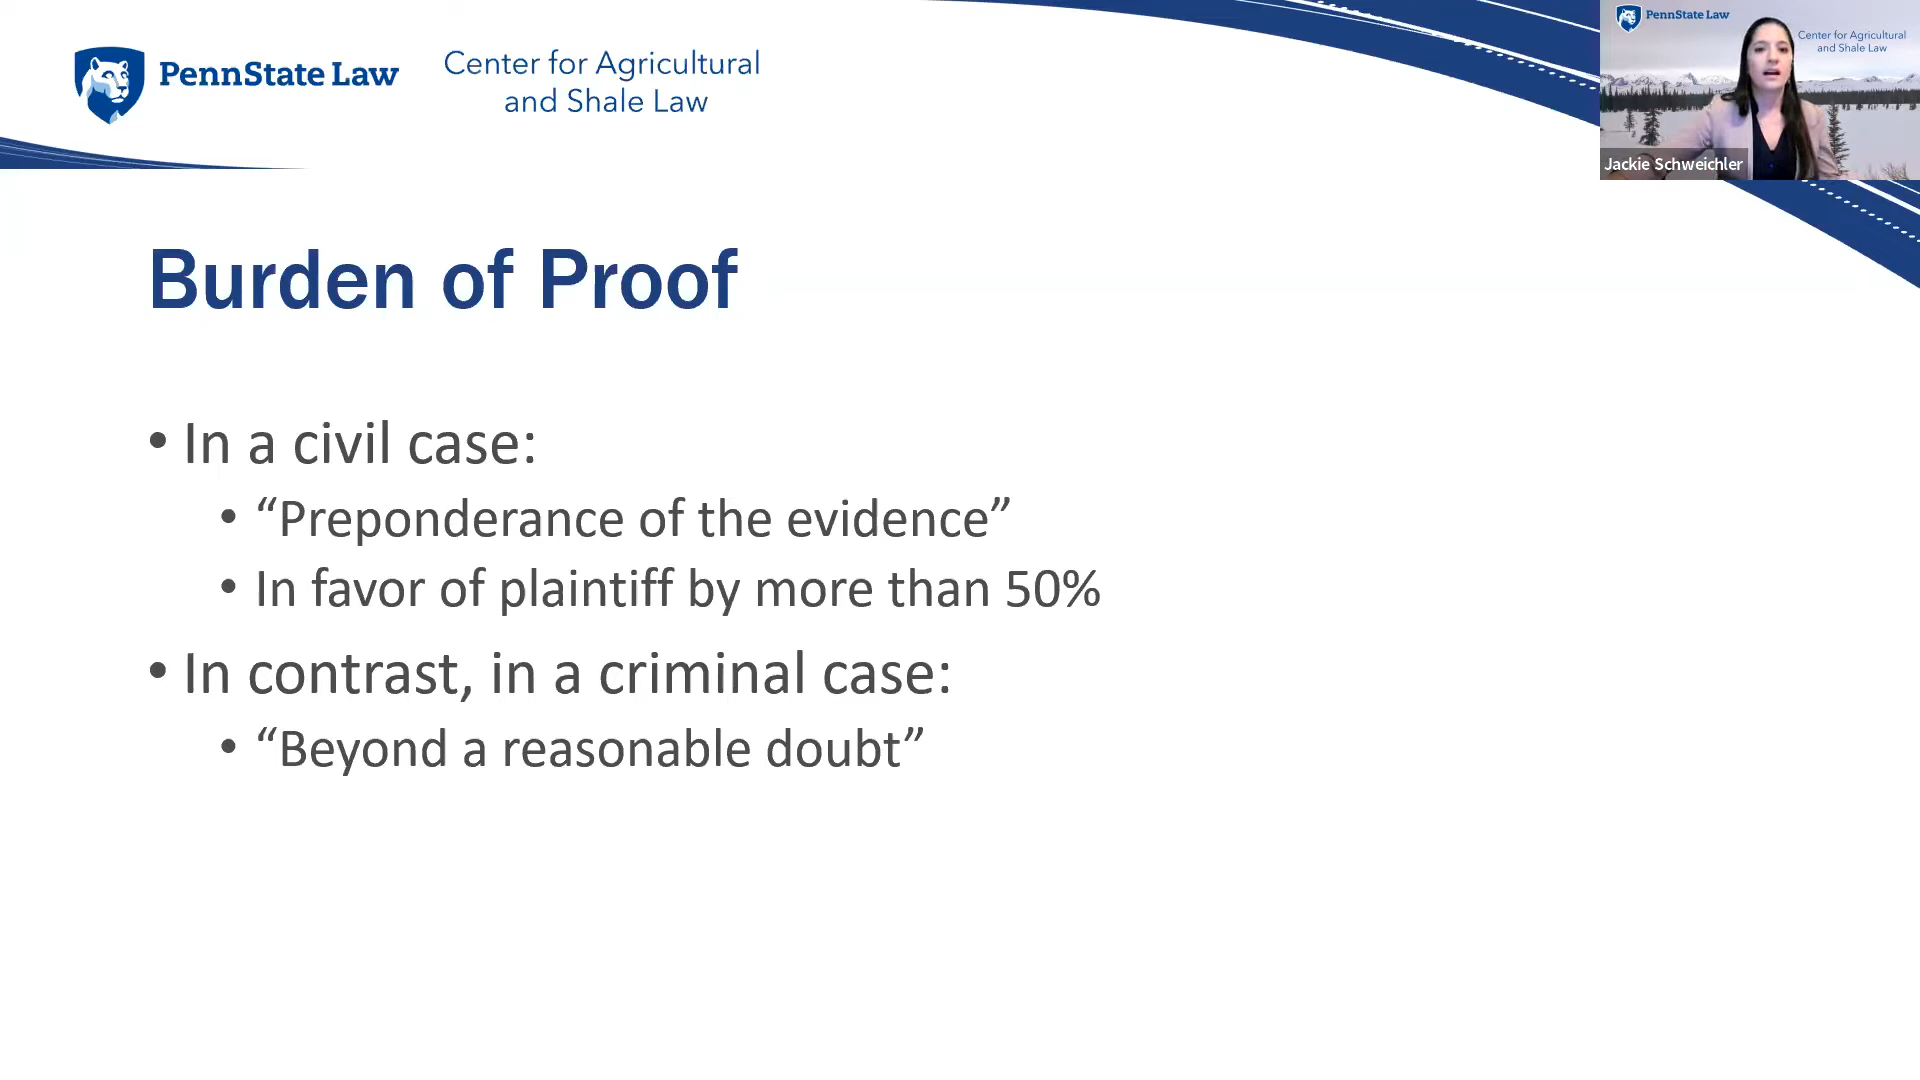 PennState Law
Center for Agricultural
and Shale Law
PennState Law
Center for Agricultural
and Shale Law
Jackie Schweichler
Burden of Proof
• In a civil case:
• “Preponderance of the evidence”
• In favor of plaintiff by more than 50%
• In contrast, in a criminal case:
• “Beyond a reasonable doubt”